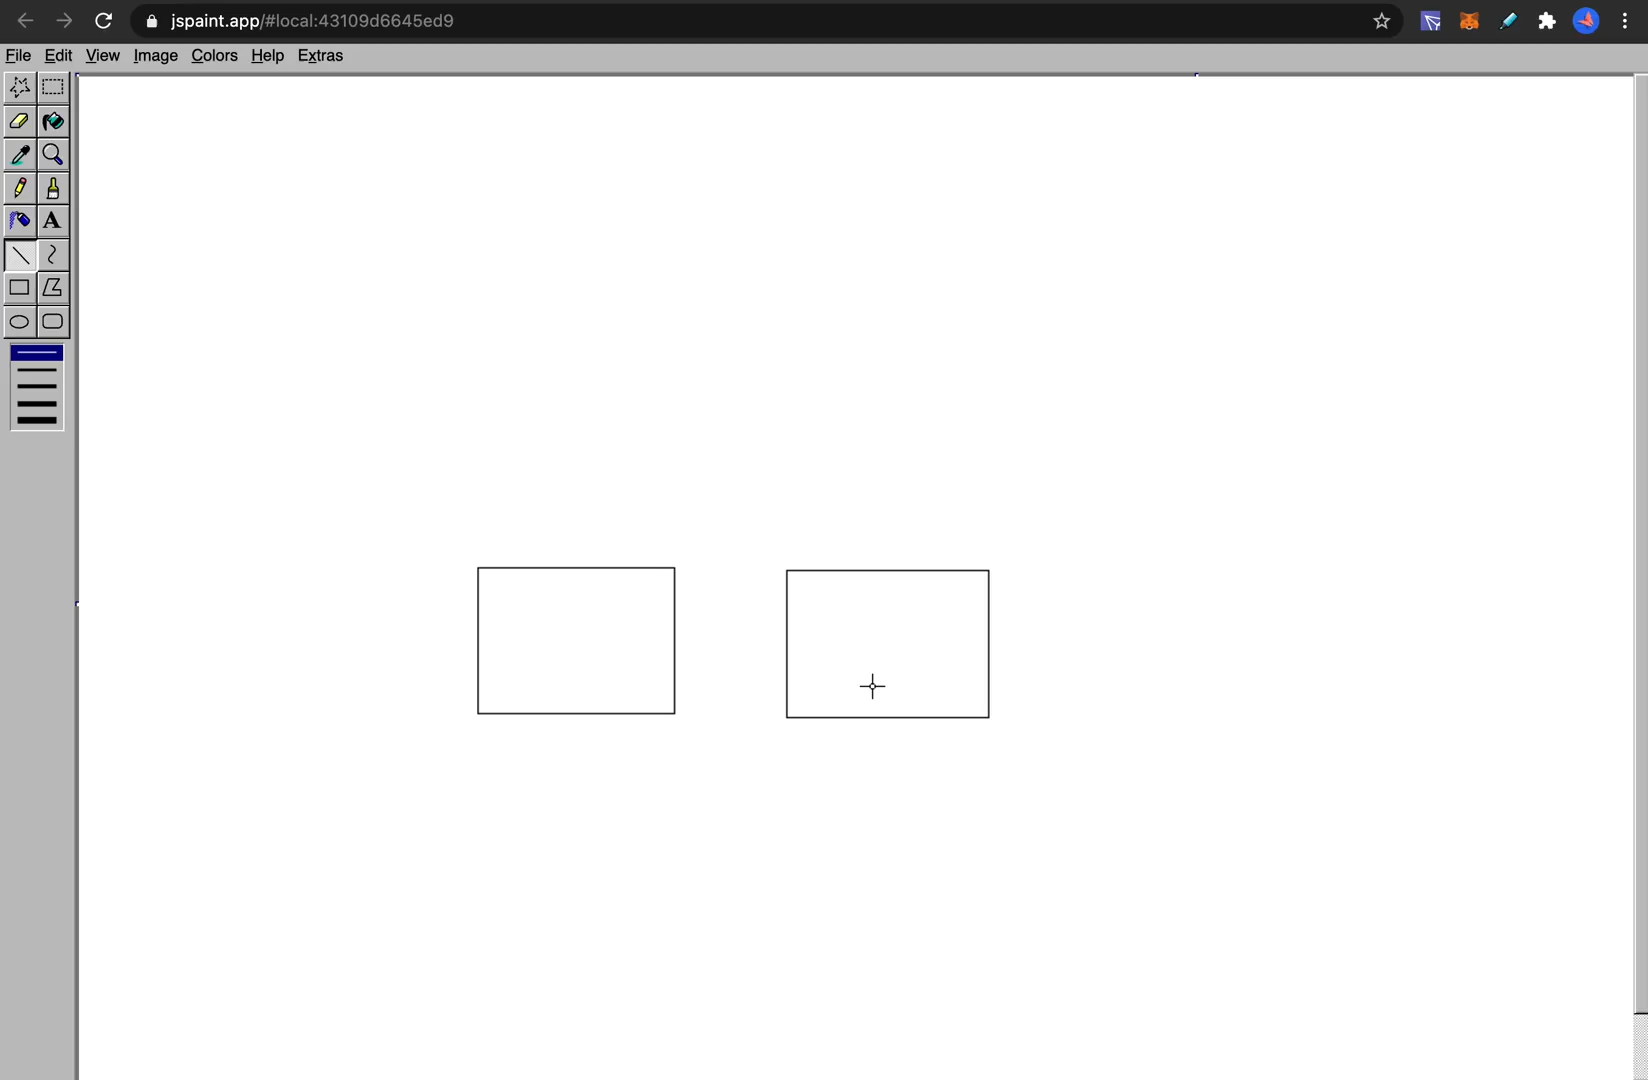 jspaint.app/#local:43109d6645ed9
File Edit View Image Colors Help Extras
A